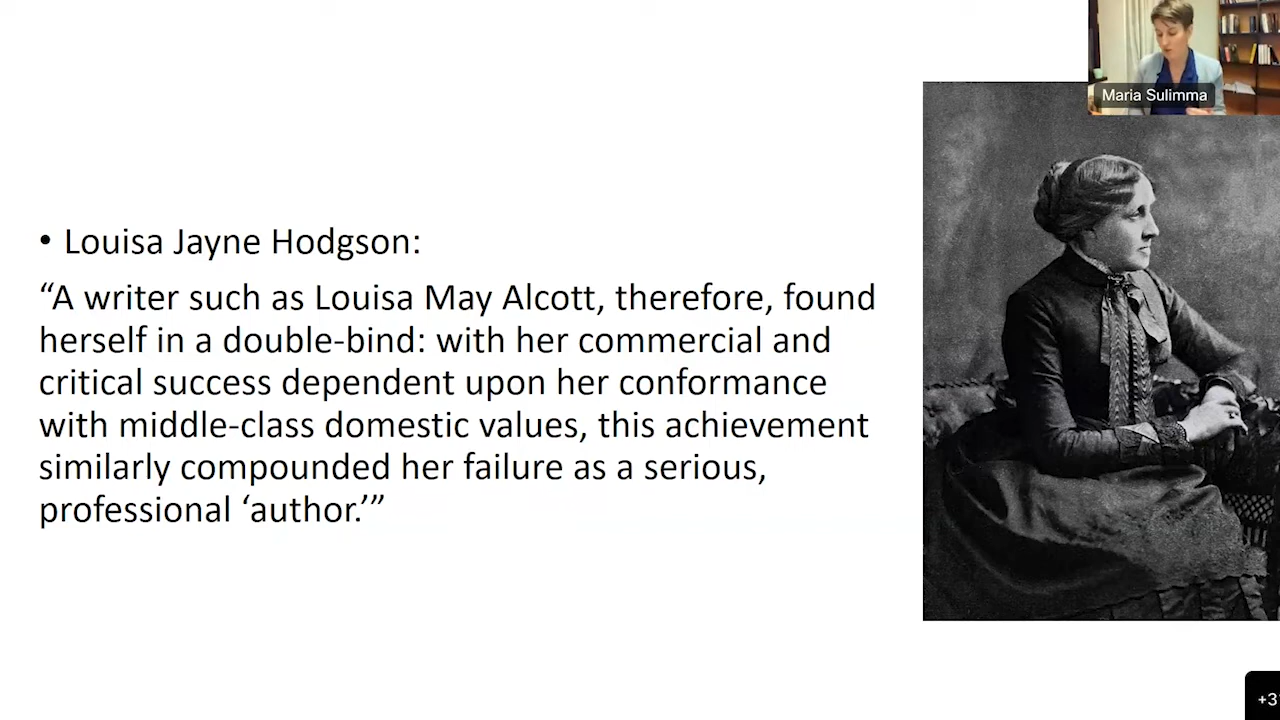 Maria Sulimma
• Louisa Jayne Hodgson:
“A writer such as Louisa May Alcott, therefore, found
herself in a double-bind: with her commercial and
critical success dependent upon her conformance
with middle-class domestic values, this achievement
similarly compounded her failure as a serious,
professional ‘author.’”